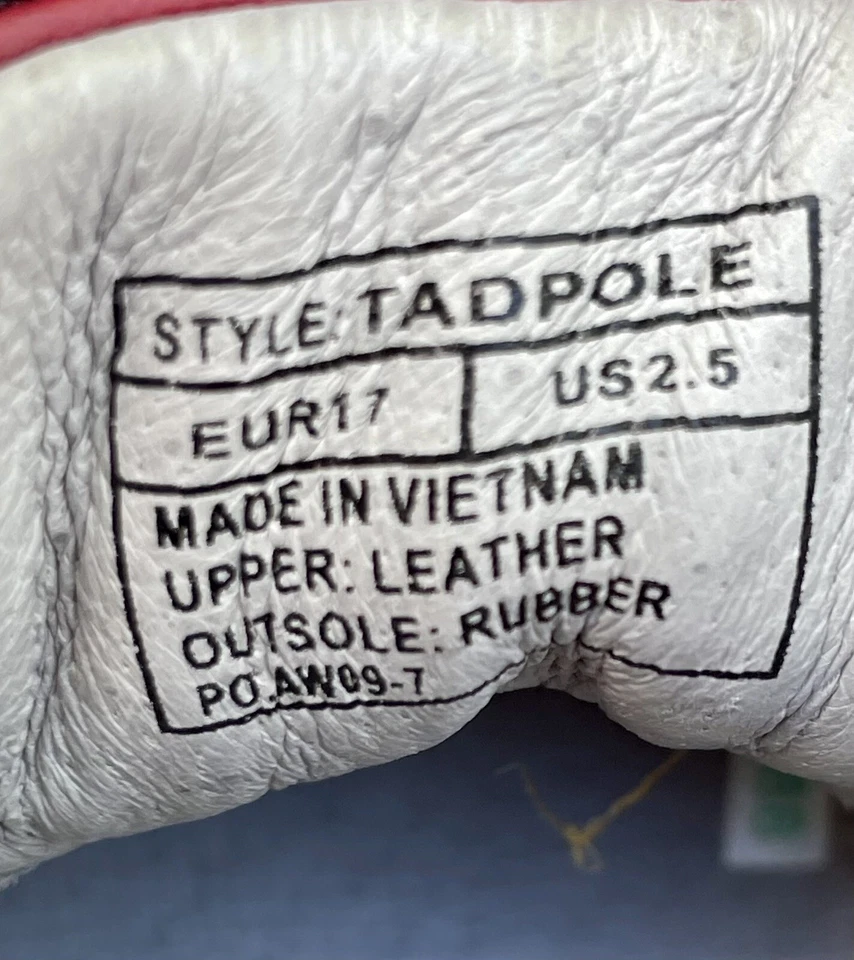 STYLE: TADPOLE
EUR17 US2.5
MADE IN VIETNAM
UPPER: LEATHER
OUTSOLE: RUBBER
PO.AW09-7